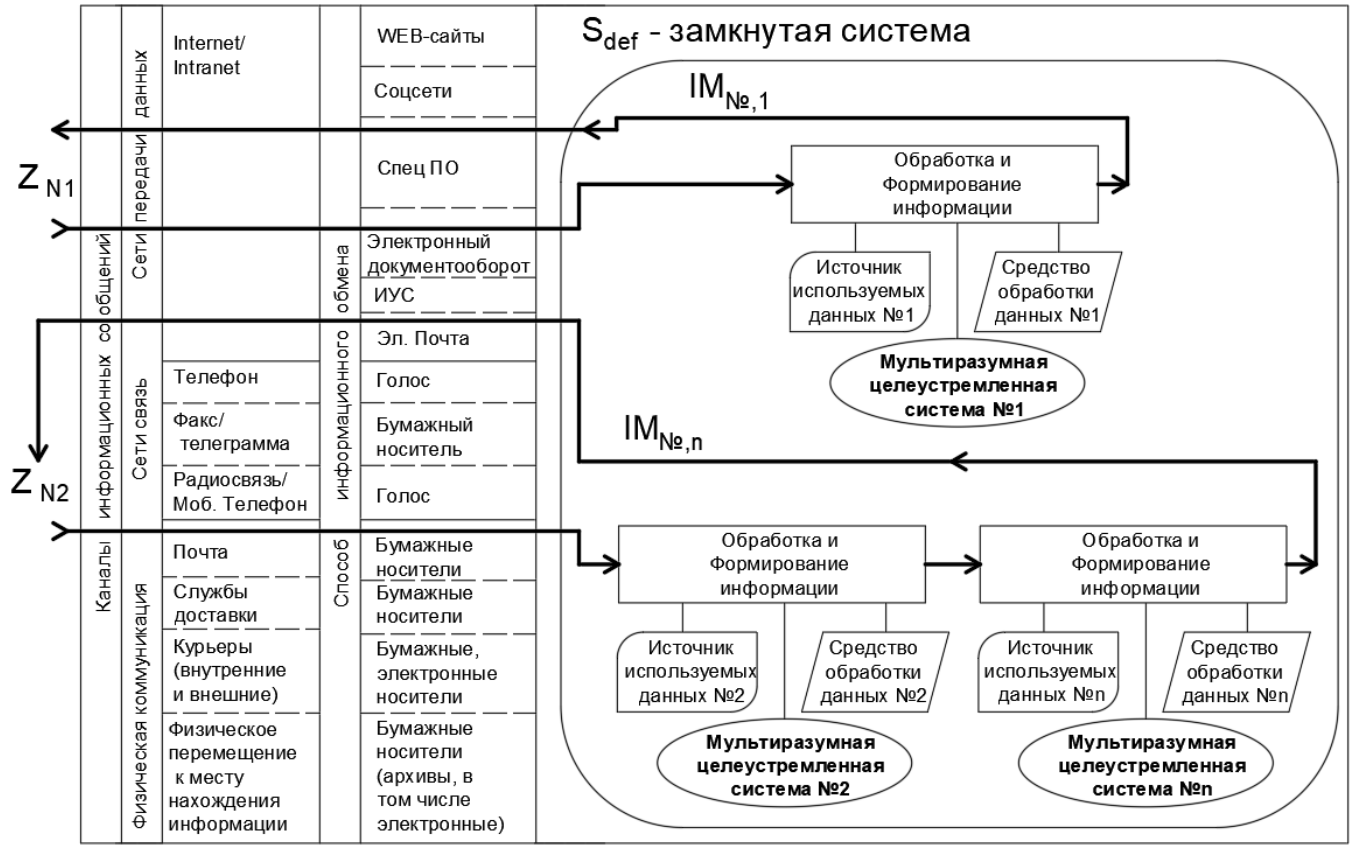 S def - замкнутая система
Z N1
Z N2
Каналы информационных сообщений
Сети передачи данных
Сети связь
Физическая коммуникация
Internet/
Intranet
Телефон
Факс/
телеграмма
Радиосвязь/
Моб. Телефон
Почта
Службы
доставки
Курьеры
(внутренние
и внешние)
Физическое
перемещение
к месту
нахождения
информации
Способ информационного обмена
WEB-сайты
Соцсети
Спец ПО
Электронный
документооборот
ИУС
Эл. Почта
Голос
Бумажный
носитель
Голос
Бумажные
носители
Бумажные
носители
Бумажные,
электронные
носители
Бумажные
носители
(архивы, в
том числе
электронные)
IM №,1
Обработка и
Формирование
информации
Источник
используемых
данных №1
Средство
обработки
данных №1
Мультиразумная
целеустремленная
система №1
IM №,n
Обработка и
Формирование
информации
Источник
используемых
данных №2
Средство
обработки
данных №2
Мультиразумная
целеустремленная
система №2
Обработка и
Формирование
информации
Источник
используемых
данных №n
Средство
обработки
данных №n
Мультиразумная
целеустремленная
система №n